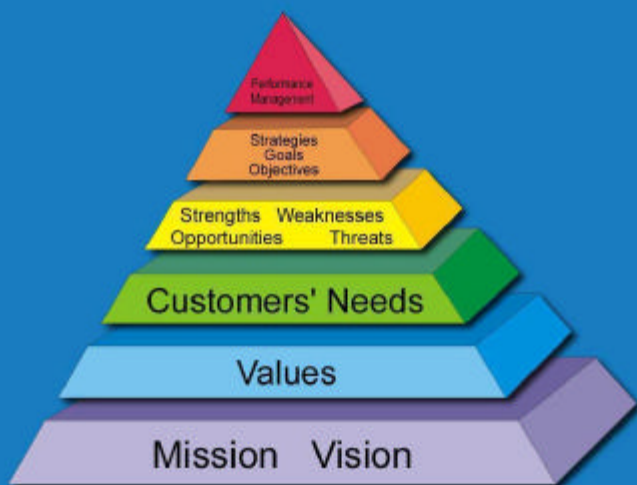 Performance
Management
Strategies
Goals
Objectives
Strengths Weaknesses
Opportunities Threats
Customers' Needs
Values
Mission Vision